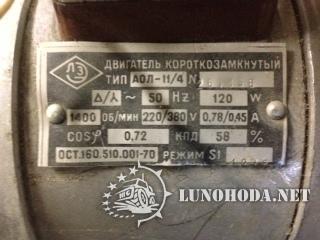 ДВИГАТЕЛЬ КОРОТКОЗАМКНУТЫЙ
ТИП АОЛ-11/4 N
Δ/⅄ ~ 50 Hz 120 W
1400 ОБ/МИН 220/380 V 0,78/0,45 A
COSφ 0,72 КПД 58 %
ОСТ.160.510.001-70 РЕЖИМ S1
LUNOHODA.NET